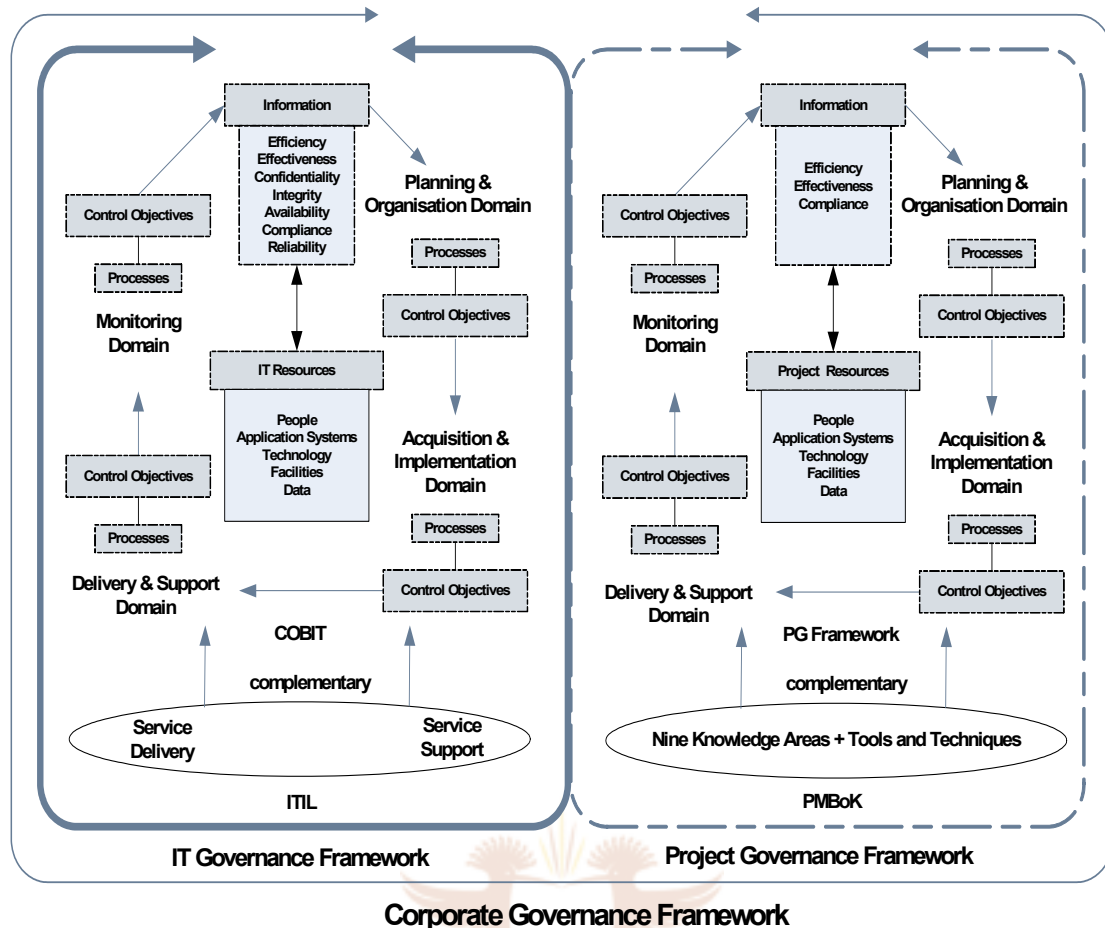 Information
Efficiency
Effectiveness
Confidentiality
Integrity
Availability
Compliance
Reliability
Planning &
Organisation Domain
Control Objectives
Processes
Monitoring
Domain
Processes
Control Objectives
IT Resources
People
Application Systems
Technology
Facilities
Data
Acquisition &
Implementation
Domain
Control Objectives
Processes
Processes
Control Objectives
Delivery & Support
Domain
COBIT
complementary
Service
Delivery
Service
Support
ITIL
IT Governance Framework
Information
Efficiency
Effectiveness
Compliance
Planning &
Organisation Domain
Control Objectives
Processes
Monitoring
Domain
Processes
Control Objectives
Project Resources
People
Application Systems
Technology
Facilities
Data
Acquisition &
Implementation
Domain
Control Objectives
Processes
Processes
Control Objectives
Delivery & Support
Domain
PG Framework
complementary
Nine Knowledge Areas + Tools and Techniques
PMBoK
Project Governance Framework
Corporate Governance Framework